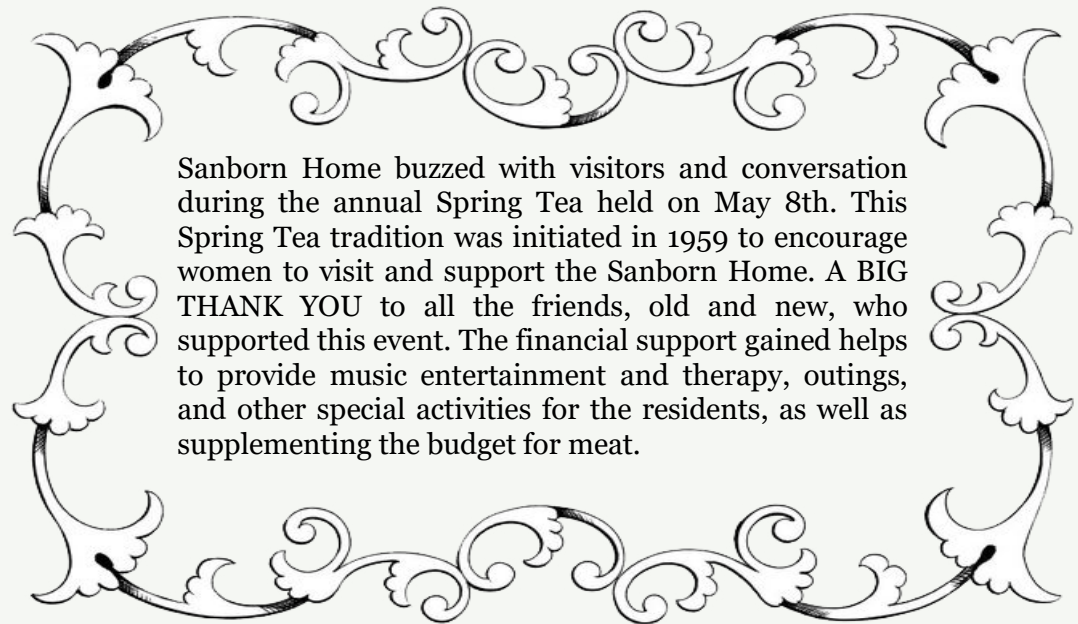 Sanborn Home buzzed with visitors and conversation
during the annual Spring Tea held on May 8th. This
Spring Tea tradition was initiated in 1959 to encourage
women to visit and support the Sanborn Home. A BIG
THANK YOU to all the friends, old and new, who
supported this event. The financial support gained helps
to provide music entertainment and therapy, outings,
and other special activities for the residents, as well as
supplementing the budget for meat.